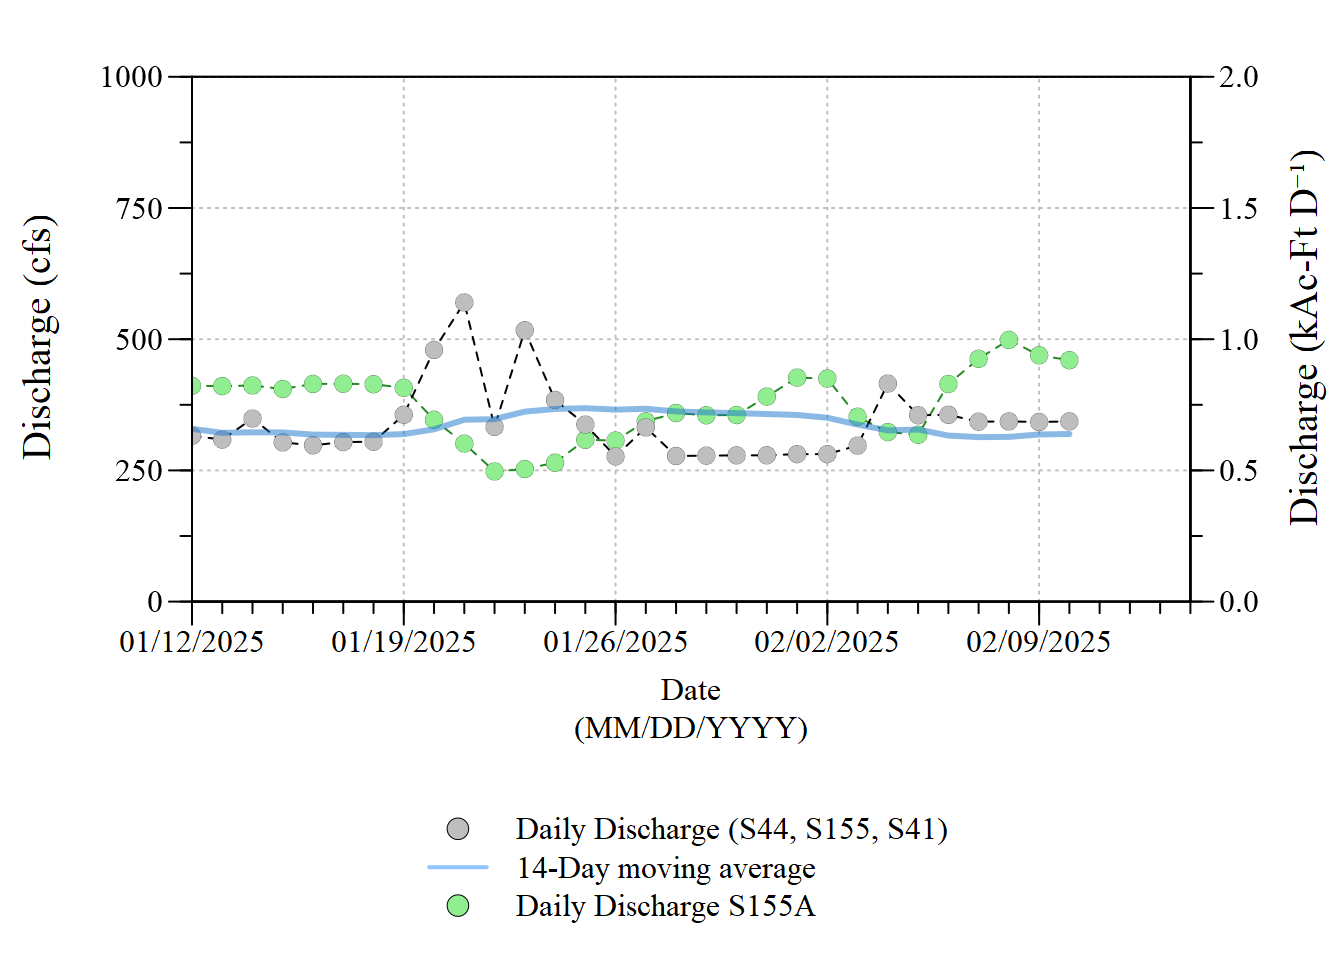 1000
750
500
250
0
Discharge (cfs)
2.0
1.5
1.0
0.5
0.0
Discharge (kAc-Ft D⁻¹)
01/12/2025 01/19/2025 01/26/2025 02/02/2025 02/09/2025
Date
(MM/DD/YYYY)
Daily Discharge (S44, S155, S41)
14-Day moving average
Daily Discharge S155A